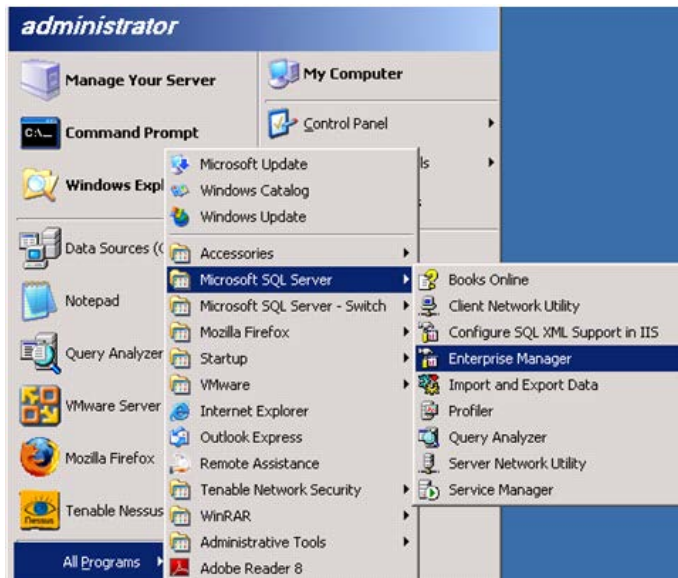 administrator
Manage Your Server
Command Prompt
Windows Expl
Data Sources (
Notepad
Query Analyzer
VMware Server
Mozilla Firefox
Tenable Nessus
All Programs
My Computer
Control Panel
ls
Microsoft Update
Windows Catalog
Windows Update
Accessories
Microsoft SQL Server
Microsoft SQL Server - Switch
Mozilla Firefox
Startup
VMware
Internet Explorer
Outlook Express
Remote Assistance
Tenable Network Security
WinRAR
Administrative Tools
Adobe Reader 8
Books Online
Client Network Utility
Configure SQL XML Support in IIS
Enterprise Manager
Import and Export Data
Profiler
Query Analyzer
Server Network Utility
Service Manager